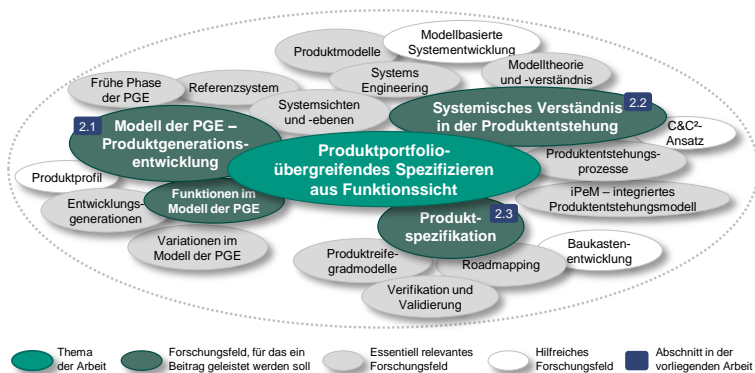 Modellbasierte
Systementwicklung
Produktmodelle
Systems
Engineering
Modelltheorie
und -verständnis
Frühe Phase
der PGE
Referenzsystem
Systemsichten
und -ebenen
Systemisches Verständnis
in der Produktentstehung
2.2
2.1
Modell der PGE –
Produktgenerations-
entwicklung
C&C²-
Ansatz
Produktportfolio-
übergreifendes Spezifizieren
aus Funktionssicht
Produktentstehungs-
prozesse
Produktprofil
Funktionen im
Modell der PGE
iPeM – integriertes
Produktentstehungsmodell
Entwicklungs-
generationen
Produkt-
spezifikation
2.3
Variationen im
Modell der PGE
Produktreife-
gradmodelle
Roadmapping
Baukasten-
entwicklung
Verifikation und
Validierung
Thema
der Arbeit
Forschungsfeld, für das ein
Beitrag geleistet werden soll
Essentiell relevantes
Forschungsfeld
Hilfreiches
Forschungsfeld
Abschnitt in der
vorliegenden Arbeit